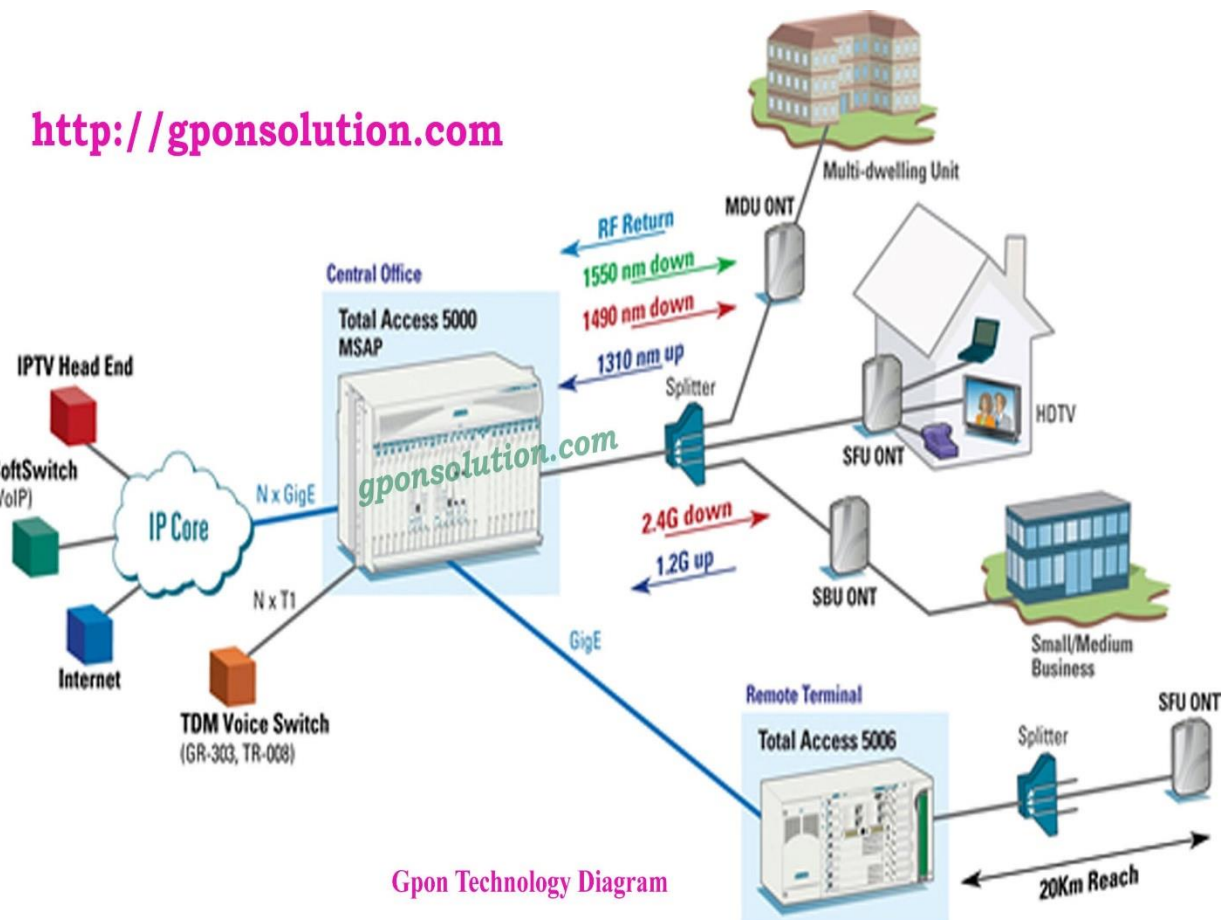 http://gponsolution.com
Multi-dwelling Unit
MDU ONT
RF Return
1550 nm down
1490 nm down
1310 nm up
Central Office
Total Access 5000
MSAP
IPTV Head End
Splitter
HDTV
SFU ONT
gponsolution.com
oftSwitch
VoIP)
N x GigE
IP Core
2.4G down
1.2G up
N x T1
SBU ONT
GigE
Small/Medium
Business
Internet
TDM Voice Switch
(GR-303, TR-008)
Remote Terminal
Total Access 5006
Splitter
SFU ONT
20Km Reach
Gpon Technology Diagram